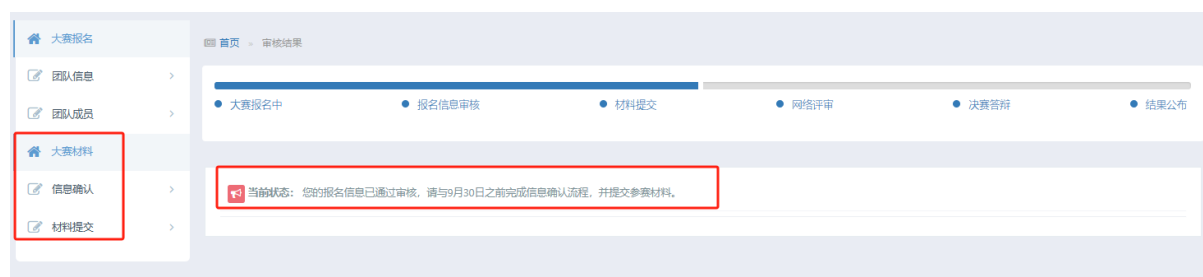 大赛报名
团队信息
团队成员
大赛材料
信息确认
材料提交
首页 » 审核结果
大赛报名中 报名信息审核 材料提交 网络评审 决赛答辩 结果公布
当前状态： 您的报名信息已通过审核，请与9月30日之前完成信息确认流程，并提交参赛材料。